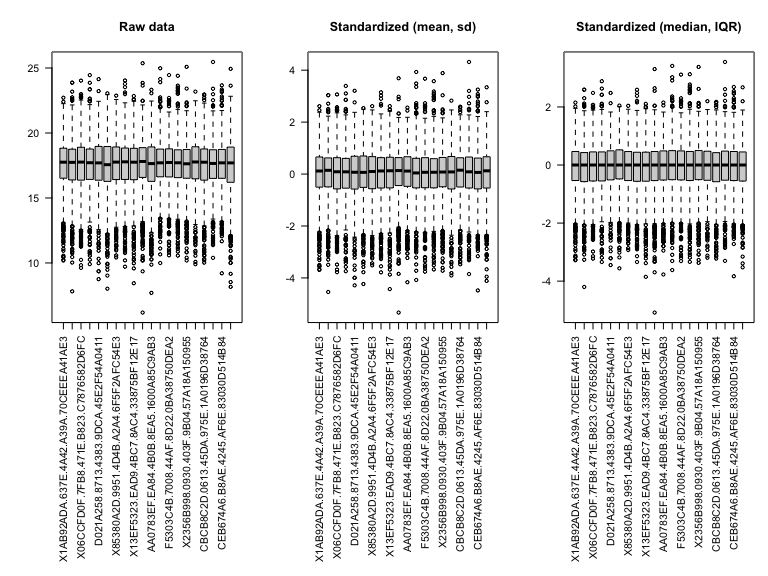 Raw data
25
20
15
10
X1AB92ADA.637E.4A42.A39A.70CEEEA41AE3
X06CCFD0F.7FB8.471E.B823.C7876582D6FC
D021A258.8713.4383.9DCA.45E2F54A0411
X85380A2D.9951.4D4B.A2A4.6F5F2AFC54E3
X13EF5323.EAD9.4BC7.8AC4.33875BF12E17
AA0783EF.EA84.4B0B.8EA5.1600A85C9AB3
F5303C4B.7008.44AF.8D22.0BA38750DEA2
X2356B998.0930.403F.9B04.57A18A150955
CBCB8C2D.0613.45DA.975E.1A0196D38764
CEB674A6.B8AE.4245.AF6E.83030D514B84
Standardized (mean, sd)
4
2
0
-2
-4
X1AB92ADA.637E.4A42.A39A.70CEEEA41AE3
X06CCFD0F.7FB8.471E.B823.C7876582D6FC
D021A258.8713.4383.9DCA.45E2F54A0411
X85380A2D.9951.4D4B.A2A4.6F5F2AFC54E3
X13EF5323.EAD9.4BC7.8AC4.33875BF12E17
AA0783EF.EA84.4B0B.8EA5.1600A85C9AB3
F5303C4B.7008.44AF.8D22.0BA38750DEA2
X2356B998.0930.403F.9B04.57A18A150955
CBCB8C2D.0613.45DA.975E.1A0196D38764
CEB674A6.B8AE.4245.AF6E.83030D514B84
Standardized (median, IQR)
2
0
-2
-4
X1AB92ADA.637E.4A42.A39A.70CEEEA41AE3
X06CCFD0F.7FB8.471E.B823.C7876582D6FC
D021A258.8713.4383.9DCA.45E2F54A0411
X85380A2D.9951.4D4B.A2A4.6F5F2AFC54E3
X13EF5323.EAD9.4BC7.8AC4.33875BF12E17
AA0783EF.EA84.4B0B.8EA5.1600A85C9AB3
F5303C4B.7008.44AF.8D22.0BA38750DEA2
X2356B998.0930.403F.9B04.57A18A150955
CBCB8C2D.0613.45DA.975E.1A0196D38764
CEB674A6.B8AE.4245.AF6E.83030D514B84